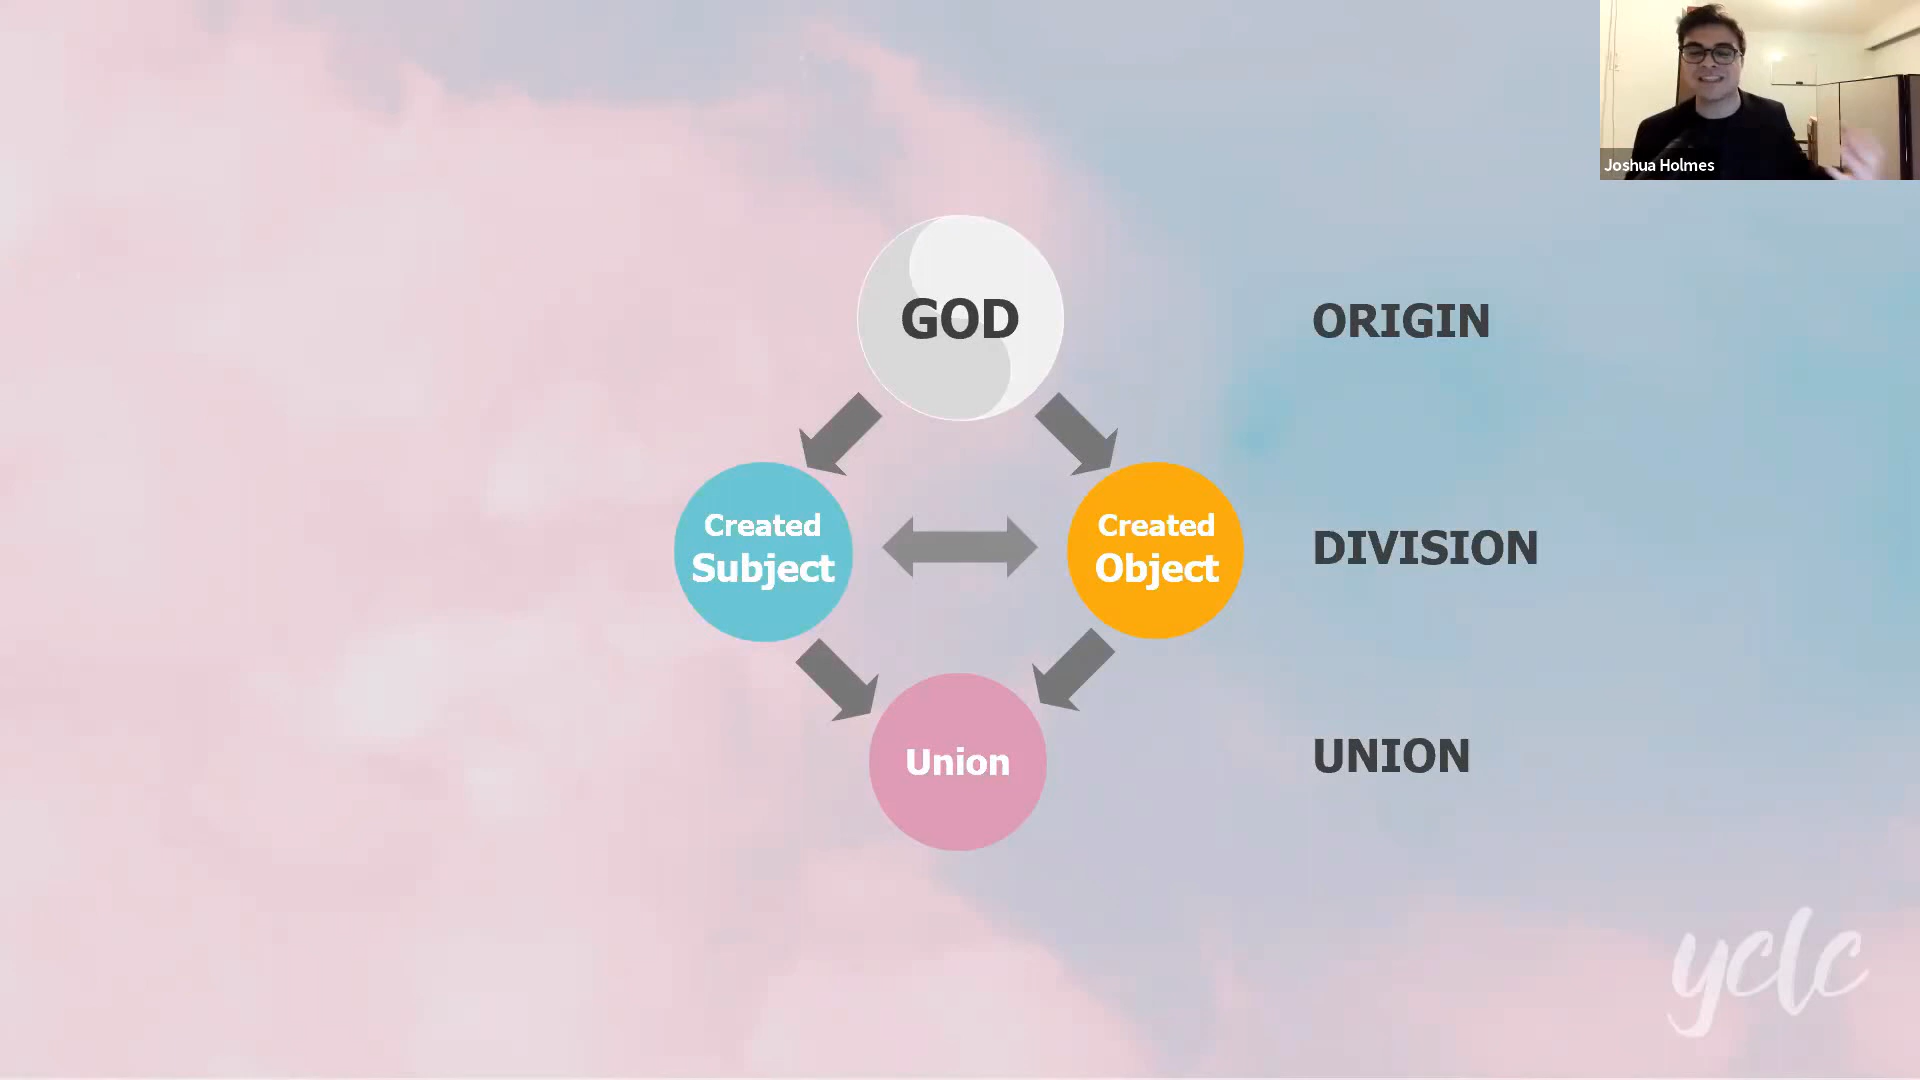 Joshua Holmes
GOD
ORIGIN
Created
Subject
Created
Object
DIVISION
Union
UNION
yclc